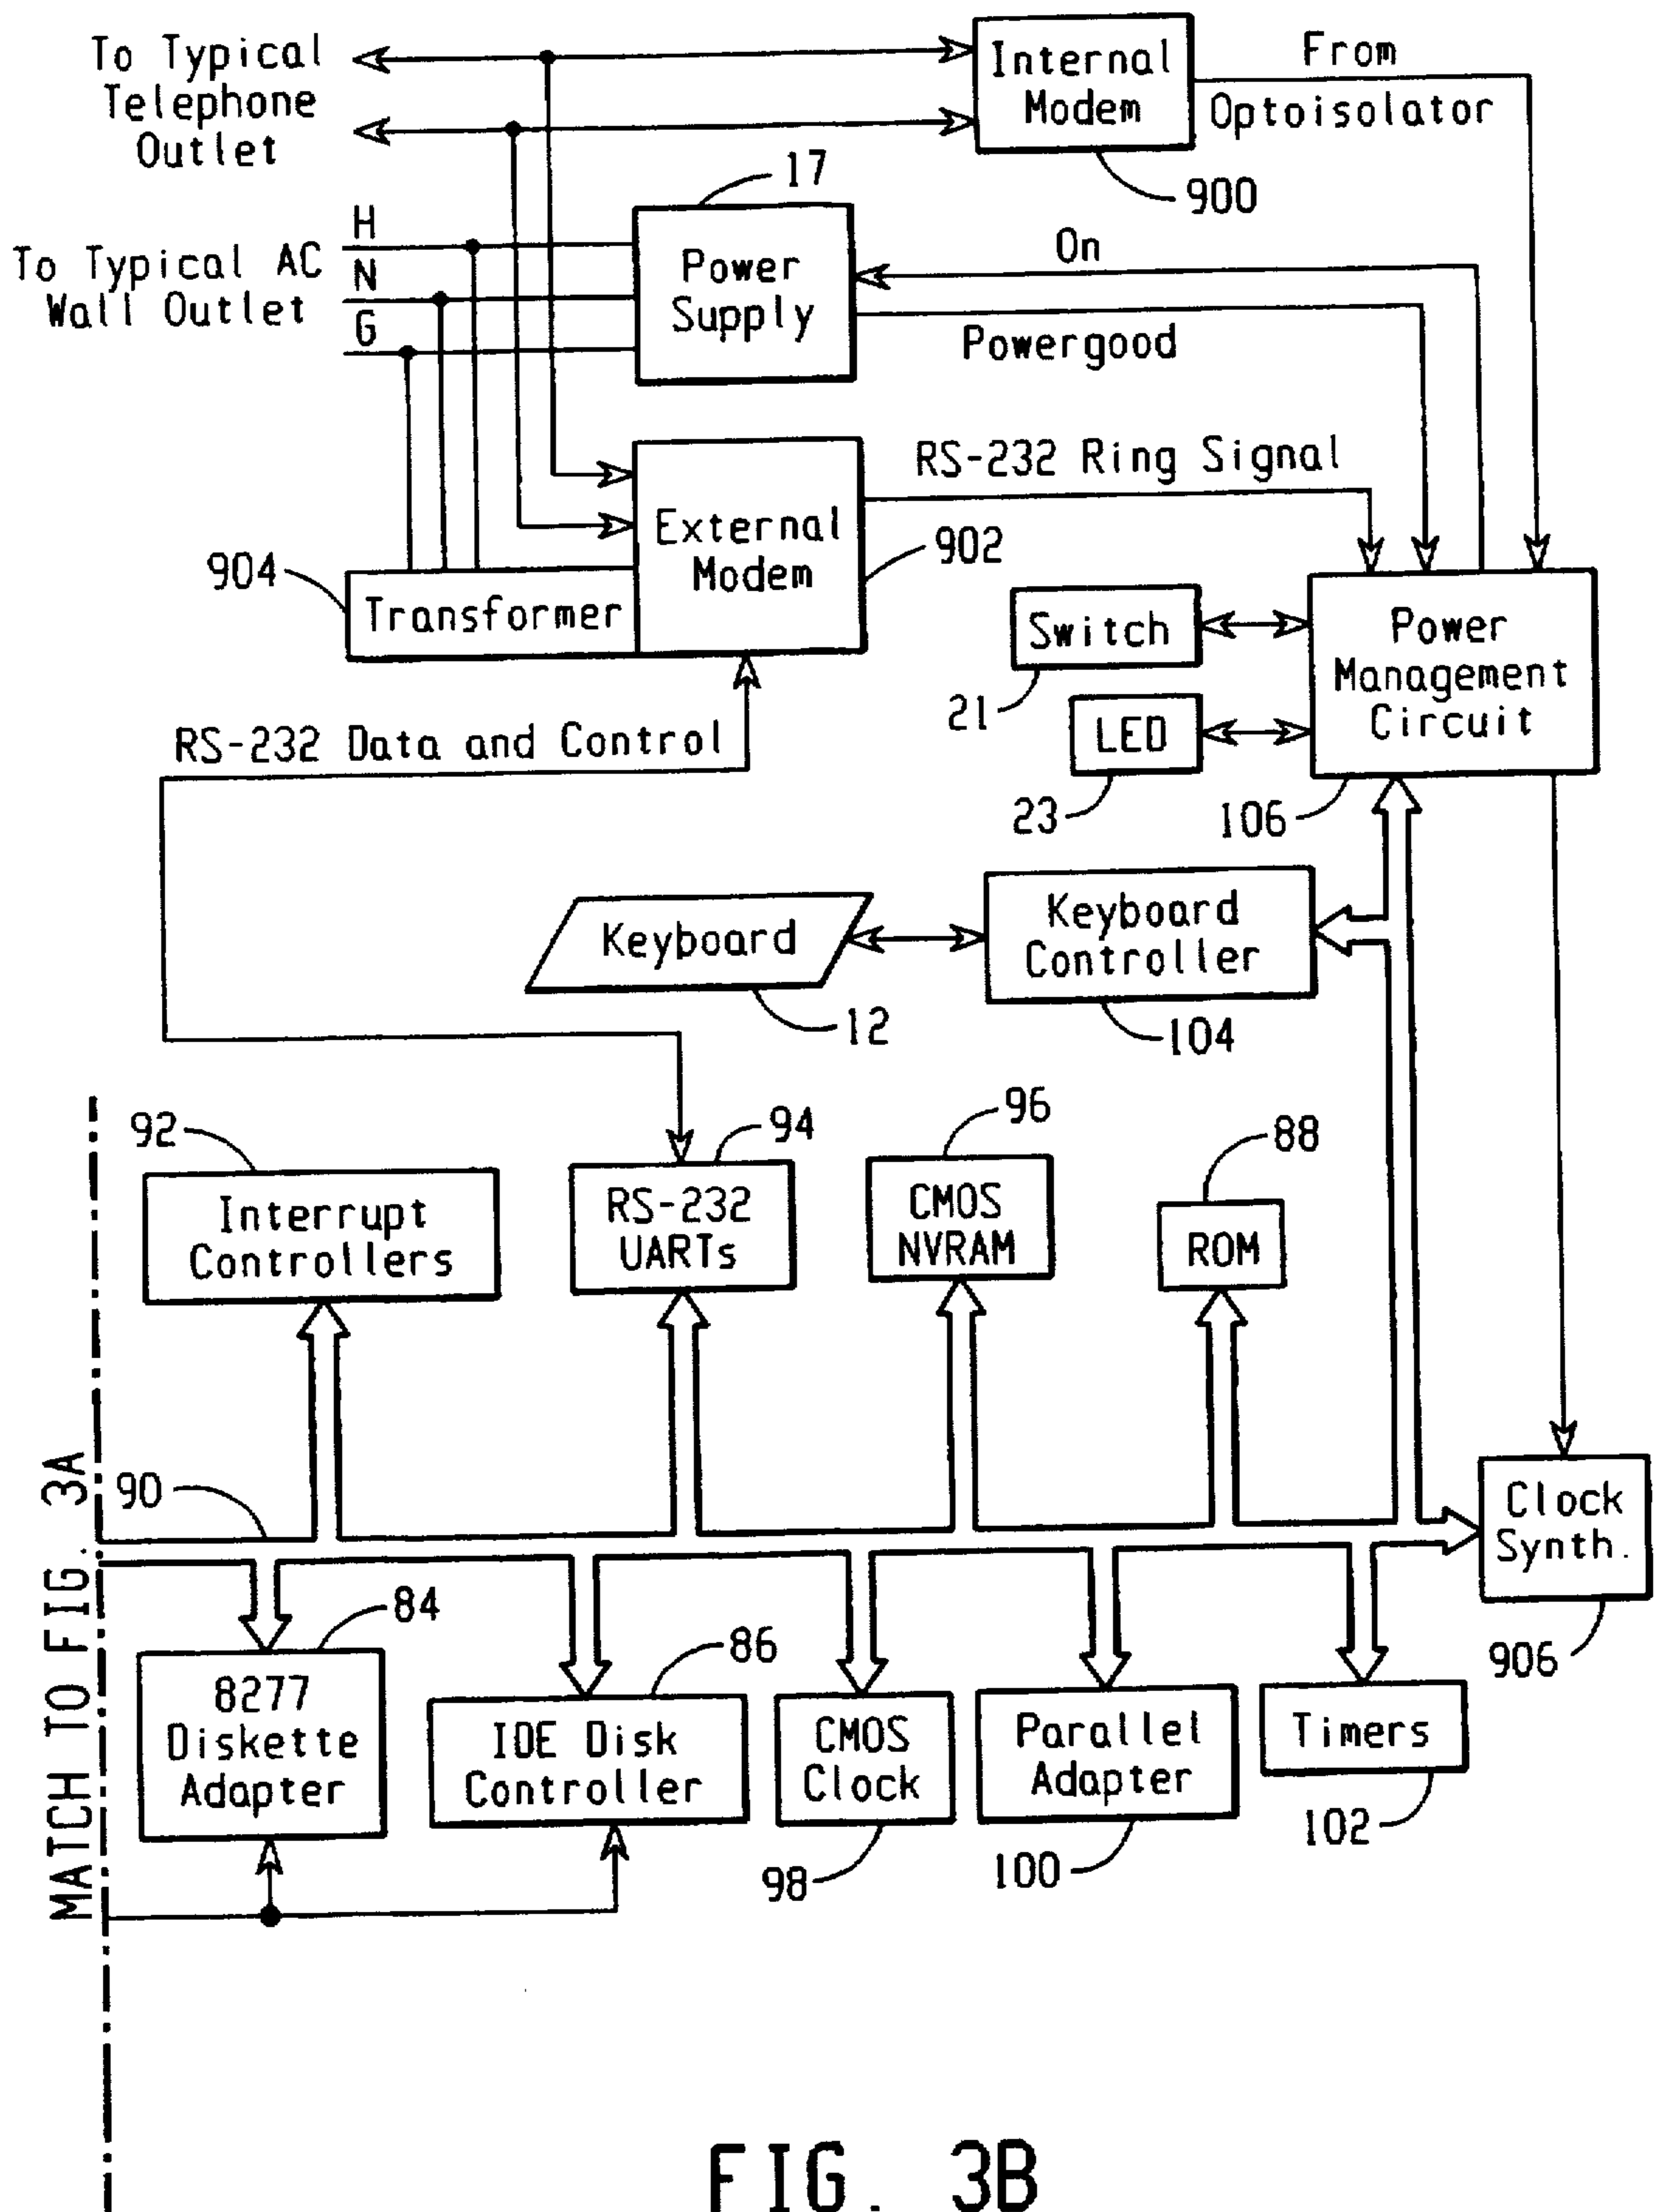 To Typical
Telephone
Outlet
Internal
Modem
From
Optoisolator
900
17
H
N
G
To Typical AC
Wall Outlet
Power
Supply
On
Powergood
RS-232 Ring Signal
External
Modem
902
904
Transformer
Switch
21
LED
23
Power
Management
Circuit
106
RS-232 Data and Control
Keyboard
12
Keyboard
Controller
104
92
Interrupt
Controllers
94
RS-232
UARTs
96
CMOS
NVRAM
88
ROM
90
MATCH TO FIG. 3A
Clock
Synth.
906
84
8277
Diskette
Adapter
86
IDE Disk
Controller
CMOS
Clock
98
Parallel
Adapter
100
Timers
102
FIG. 3B